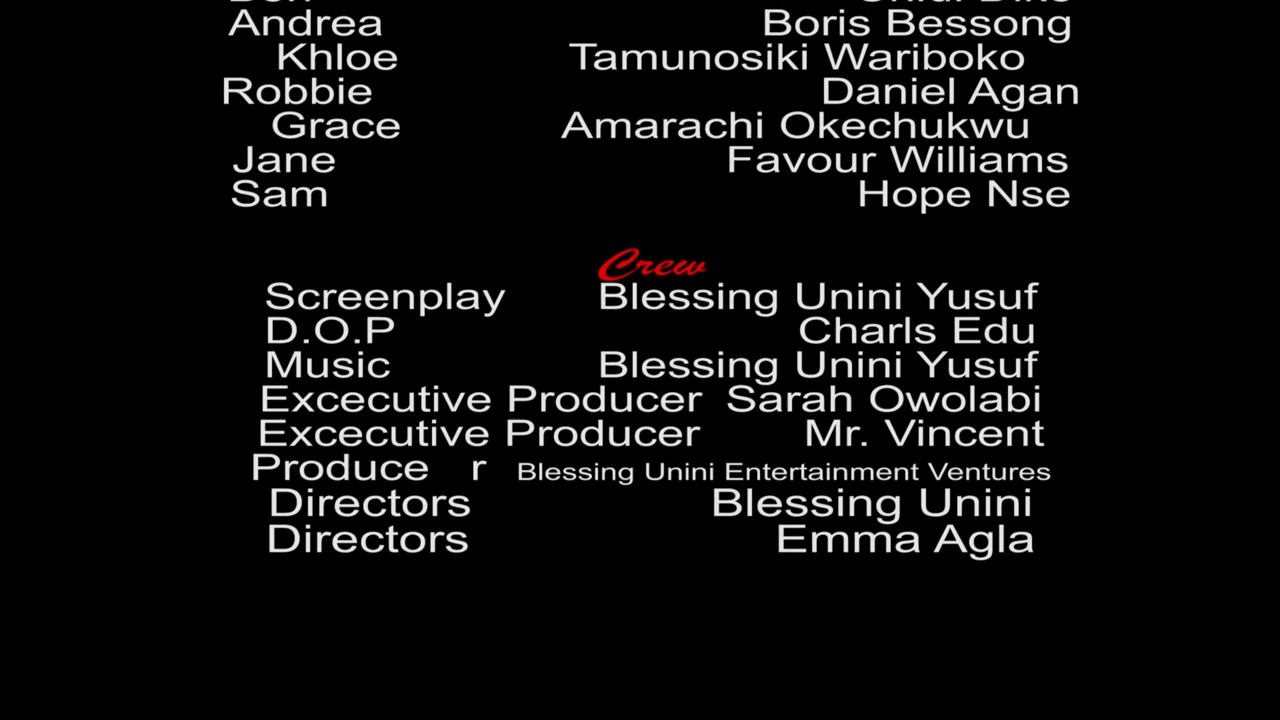 Andrea Boris Bessong
Khloe Tamunosiki Wariboko
Robbie Daniel Agan
Grace Amarachi Okechukwu
Jane Favour Williams
Sam Hope Nse
Crew
Screenplay Blessing Unini Yusuf
D.O.P Charls Edu
Music Blessing Unini Yusuf
Excecutive Producer Sarah Owolabi
Excecutive Producer Mr. Vincent
Produce r Blessing Unini Entertainment Ventures
Directors Blessing Unini
Directors Emma Agla